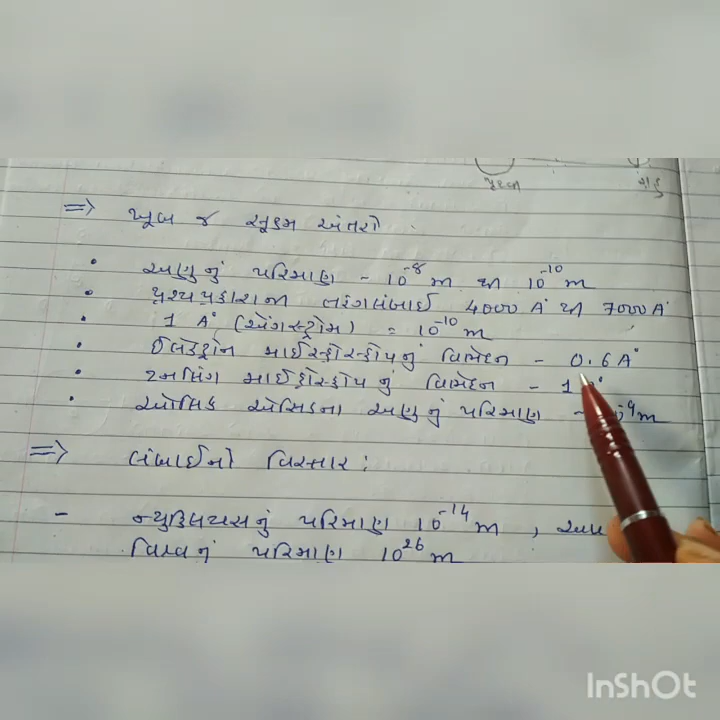 પૃથ્વી
⇒ ખૂબ જ સૂક્ષ્મ અંતરો
• અણુનું પરિમાણ - 10⁻⁸ m થી 10⁻¹⁰ m
• દૃશ્યપ્રકાશના તરંગલંબાઈ 4000 A° થી 7000 A°
• 1 A° (એંગસ્ટ્રોમ) = 10⁻¹⁰ m
• ઈલેક્ટ્રોન માઈક્રોસ્કોપનું વિભેદન - 0.6 A°
• ટનલિંગ માઈક્રોસ્કોપનું વિભેદન - 1
• ઓલિક એસિડના અણુનું પરિમાણ - ⁻⁹ m
⇒ લંબાઈનો વિસ્તાર :
- ન્યુક્લિયસનું પરિમાણ 10⁻¹⁴ m ,
વિશ્વનું પરિમાણ 10²⁶ m
InShOt